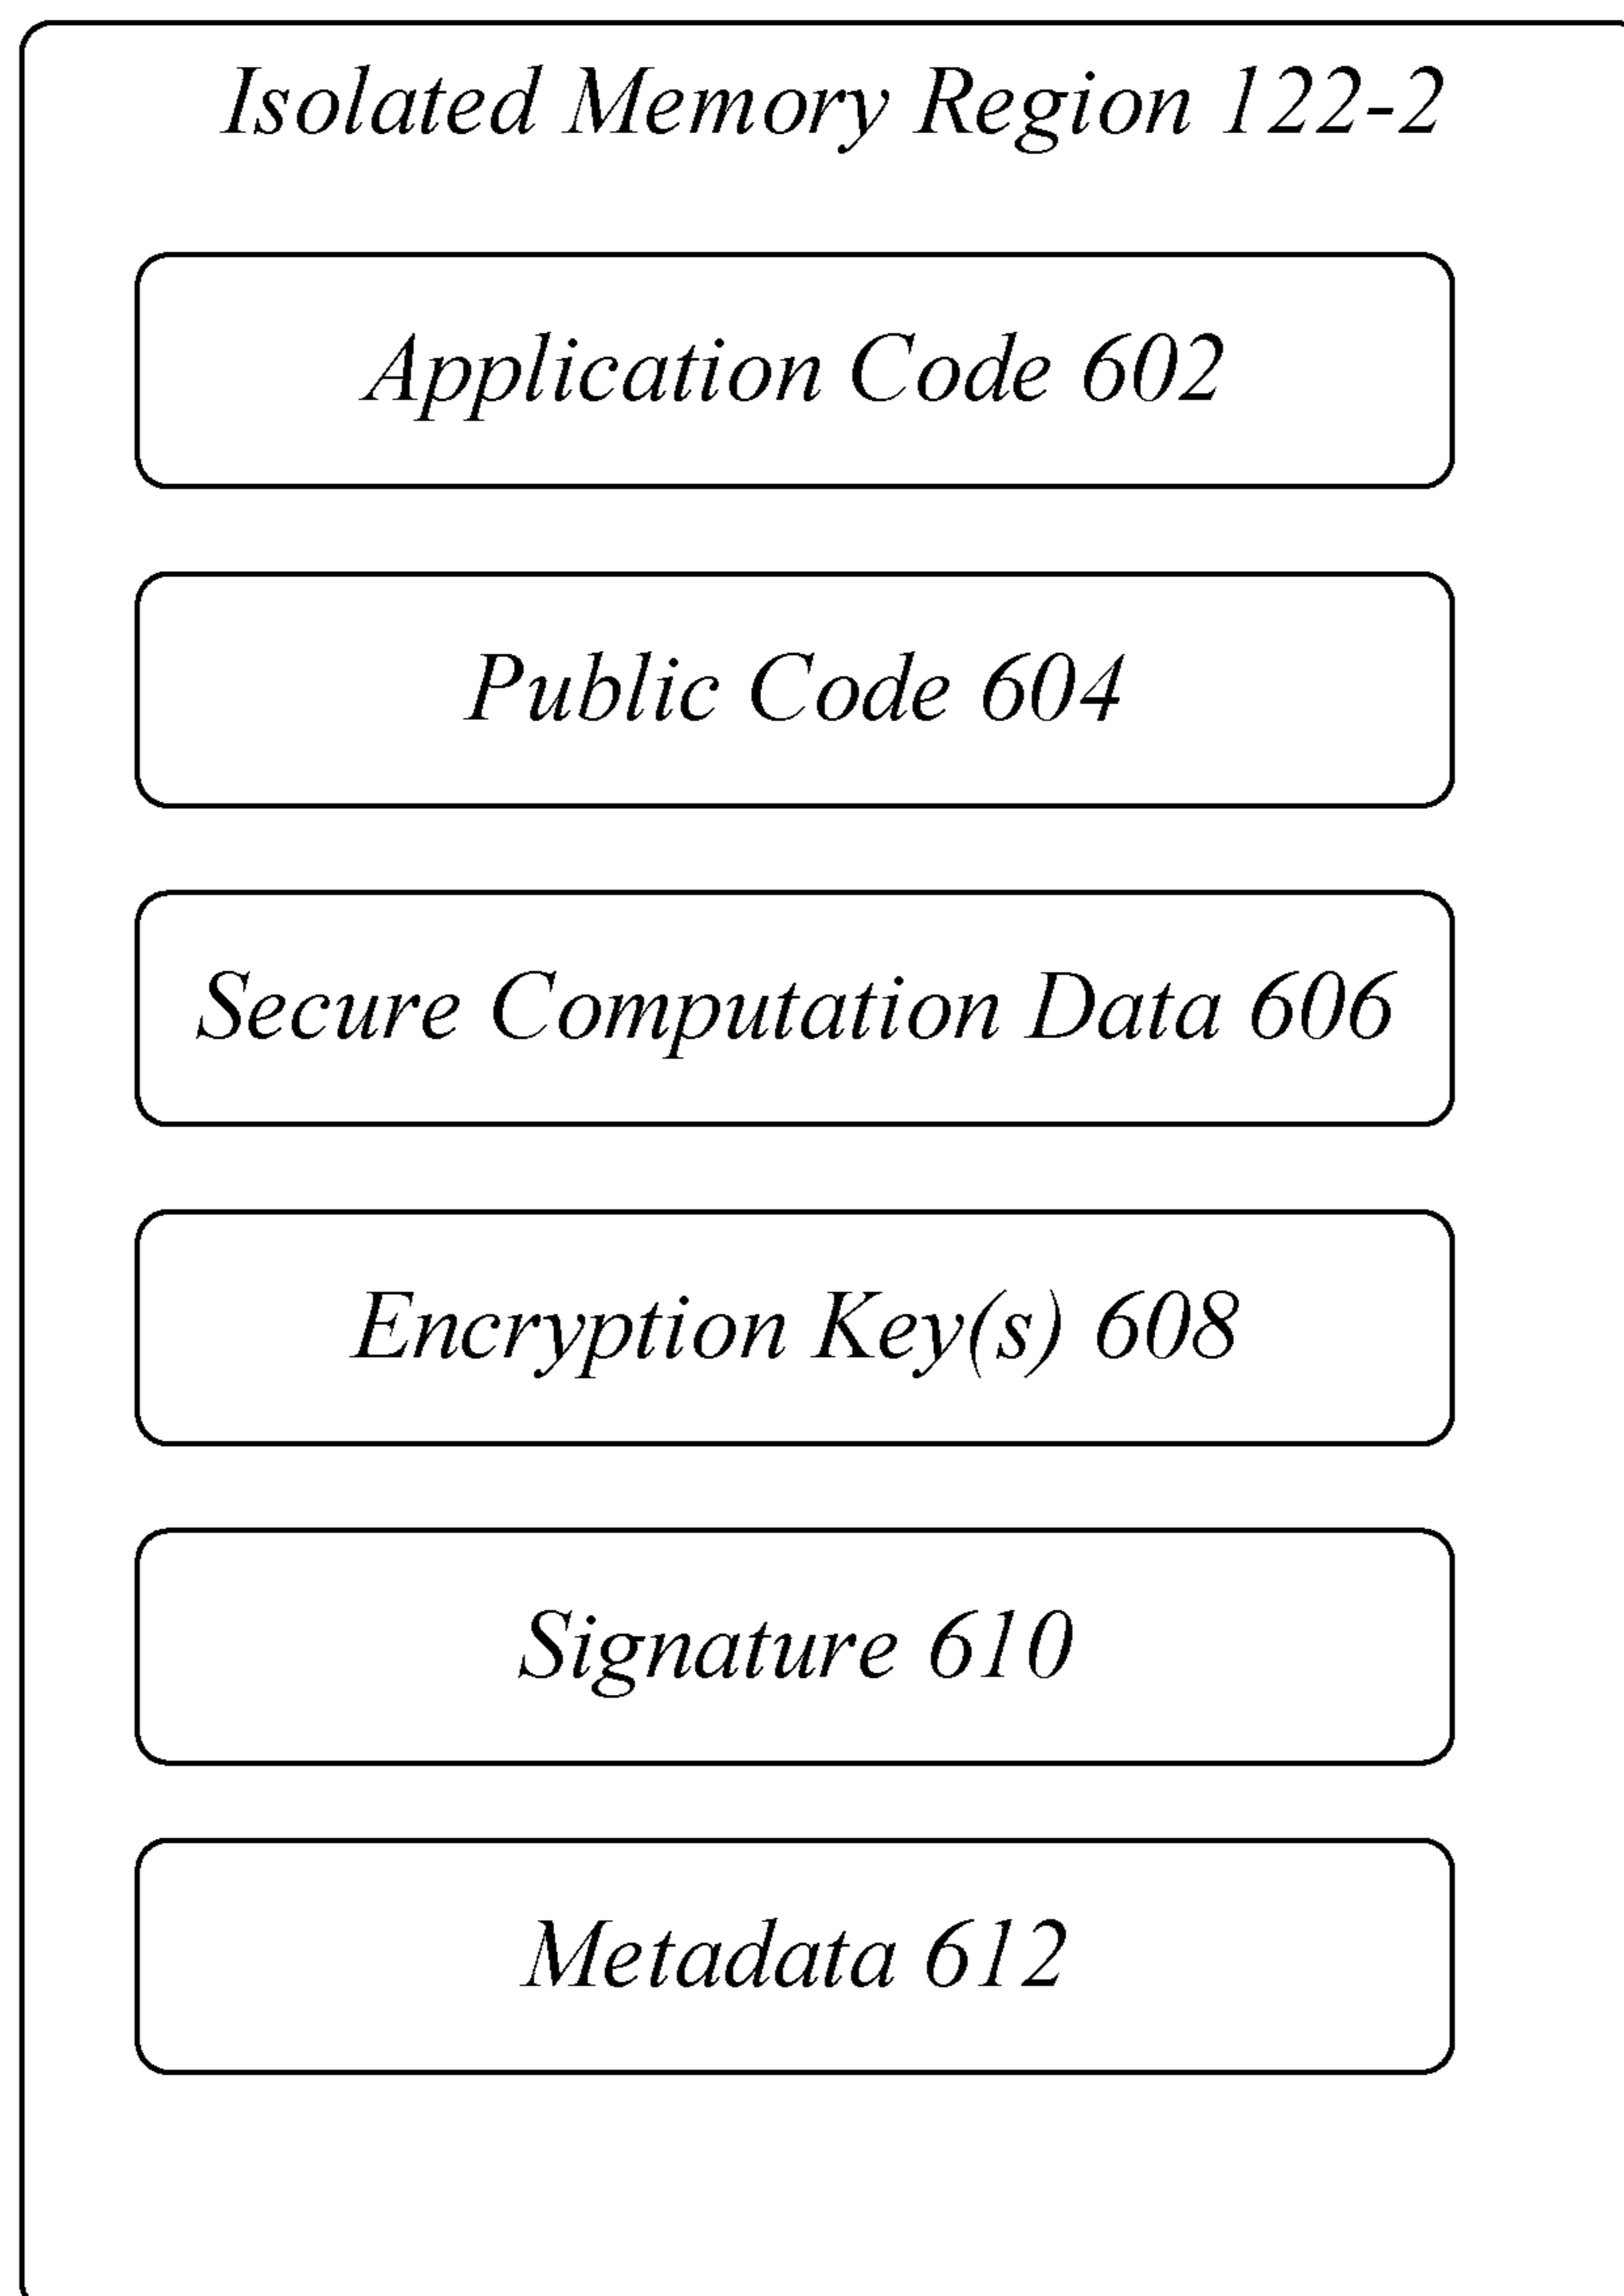 Isolated Memory Region 122-2
Application Code 602
Public Code 604
Secure Computation Data 606
Encryption Key(s) 608
Signature 610
Metadata 612